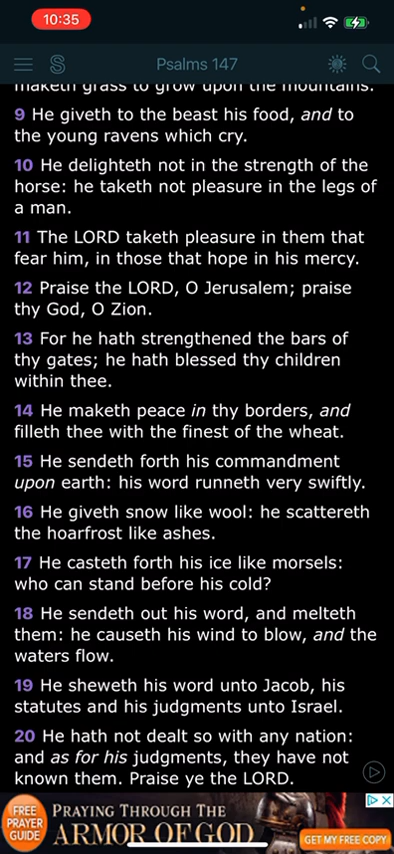 10:35
S Psalms 147
maketh grass to grow upon the mountains.
9 He giveth to the beast his food, and to
the young ravens which cry.
10 He delighteth not in the strength of the
horse: he taketh not pleasure in the legs of
a man.
11 The LORD taketh pleasure in them that
fear him, in those that hope in his mercy.
12 Praise the LORD, O Jerusalem; praise
thy God, O Zion.
13 For he hath strengthened the bars of
thy gates; he hath blessed thy children
within thee.
14 He maketh peace in thy borders, and
filleth thee with the finest of the wheat.
15 He sendeth forth his commandment
upon earth: his word runneth very swiftly.
16 He giveth snow like wool: he scattereth
the hoarfrost like ashes.
17 He casteth forth his ice like morsels:
who can stand before his cold?
18 He sendeth out his word, and melteth
them: he causeth his wind to blow, and the
waters flow.
19 He sheweth his word unto Jacob, his
statutes and his judgments unto Israel.
20 He hath not dealt so with any nation:
and as for his judgments, they have not
known them. Praise ye the LORD.
FREE
PRAYER
GUIDE
PRAYING THROUGH THE
ARMOR OF GOD
GET MY FREE COPY